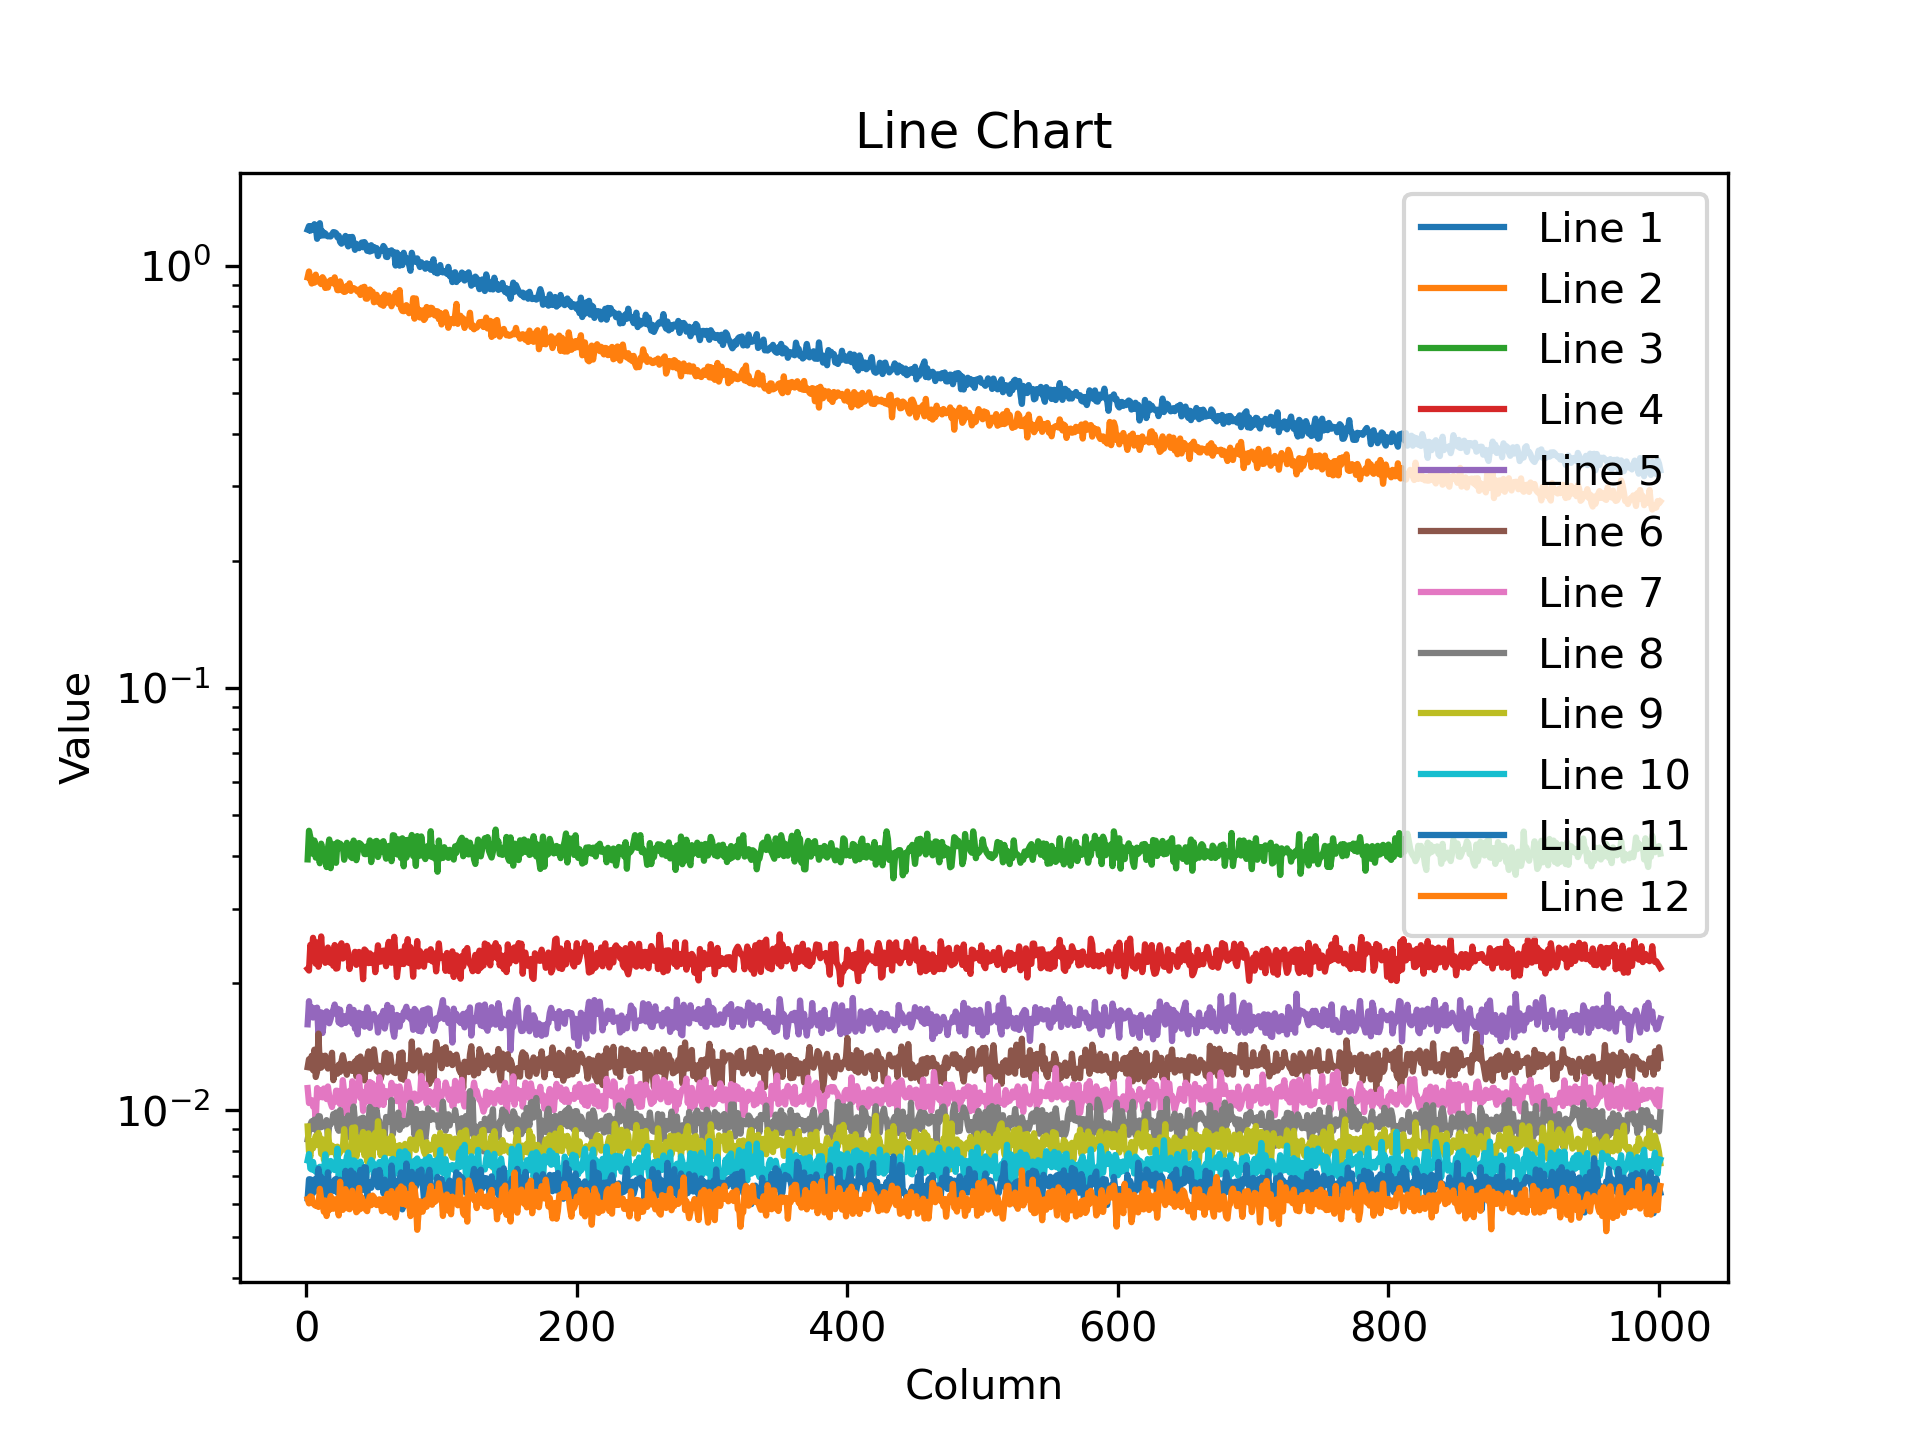 Line Chart
Value
10⁰
10⁻¹
10⁻²
Line 1
Line 2
Line 3
Line 4
Line 5
Line 6
Line 7
Line 8
Line 9
Line 10
Line 11
Line 12
0 200 400 600 800 1000
Column